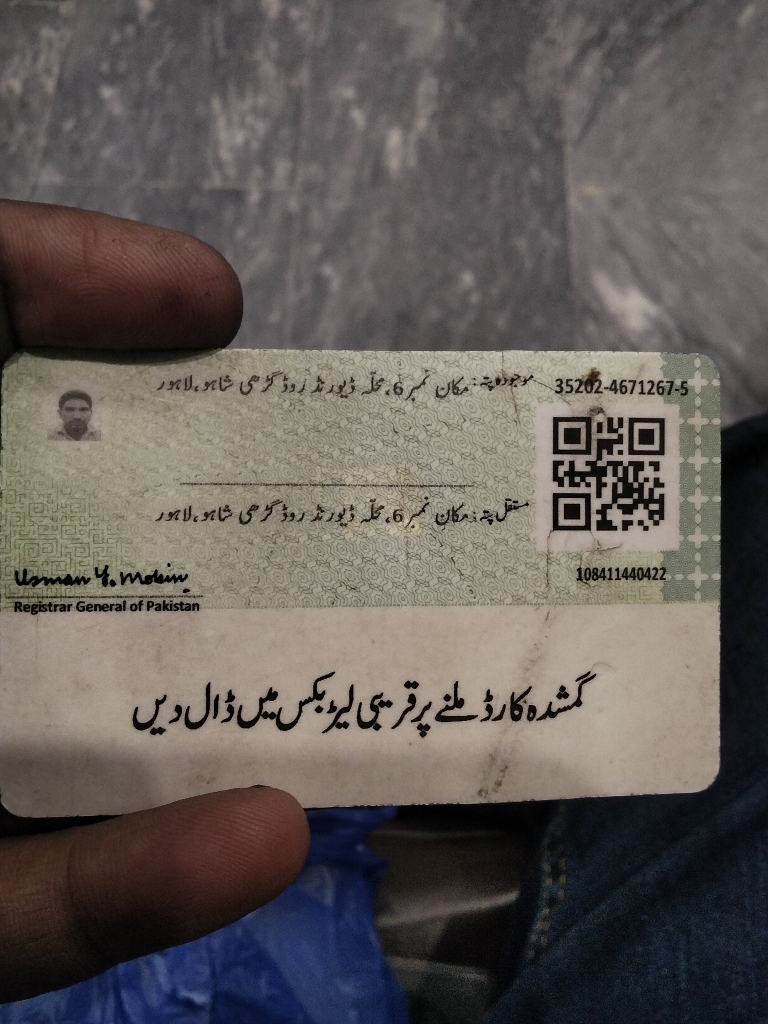 موجودہ پتہ: مکان نمبر 6، محلّہ ڈیورنڈ روڈ گڑھی شاہو، لاہور
35202-4671267-5
مستقل پتہ: مکان نمبر 6، محلّہ ڈیورنڈ روڈ گڑھی شاہو، لاہور
108411440422
Usman Y. Mobin
Registrar General of Pakistan
گمشدہ کارڈ ملنے پر قریبی لیٹر بکس میں ڈال دیں